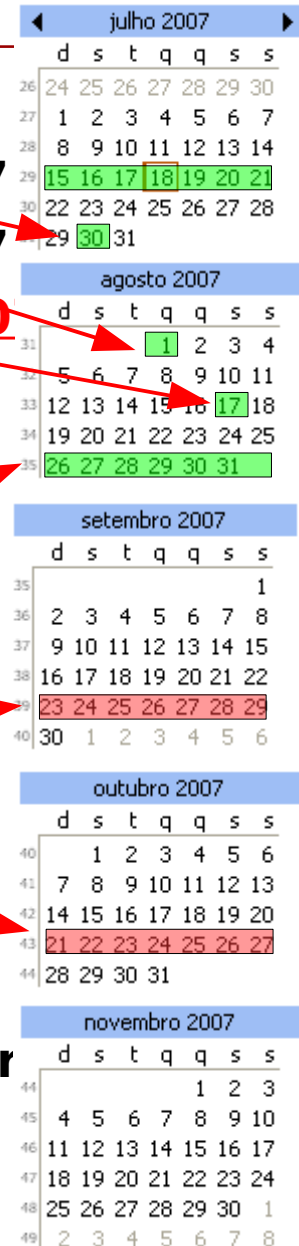 julho 2007
d s t q q s s
26 24 25 26 27 28 29 30
27 1 2 3 4 5 6 7
28 8 9 10 11 12 13 14
29 15 16 17 18 19 20 21
30 22 23 24 25 26 27 28
29 30 31
agosto 2007
d s t q q s s
31 1 2 3 4
32 5 6 7 8 9 10 11
33 12 13 14 15 16 17 18
34 19 20 21 22 23 24 25
35 26 27 28 29 30 31
setembro 2007
d s t q q s s
35 1
36 2 3 4 5 6 7 8
37 9 10 11 12 13 14 15
38 16 17 18 19 20 21 22
39 23 24 25 26 27 28 29
40 30 1 2 3 4 5 6
outubro 2007
d s t q q s s
40 1 2 3 4 5 6
41 7 8 9 10 11 12 13
42 14 15 16 17 18 19 20
43 21 22 23 24 25 26 27
44 28 29 30 31
novembro 2007
d s t q q s s
44 1 2 3
45 4 5 6 7 8 9 10
46 11 12 13 14 15 16 17
47 18 19 20 21 22 23 24
48 25 26 27 28 29 30 1
49 2 3 4 5 6 7 8